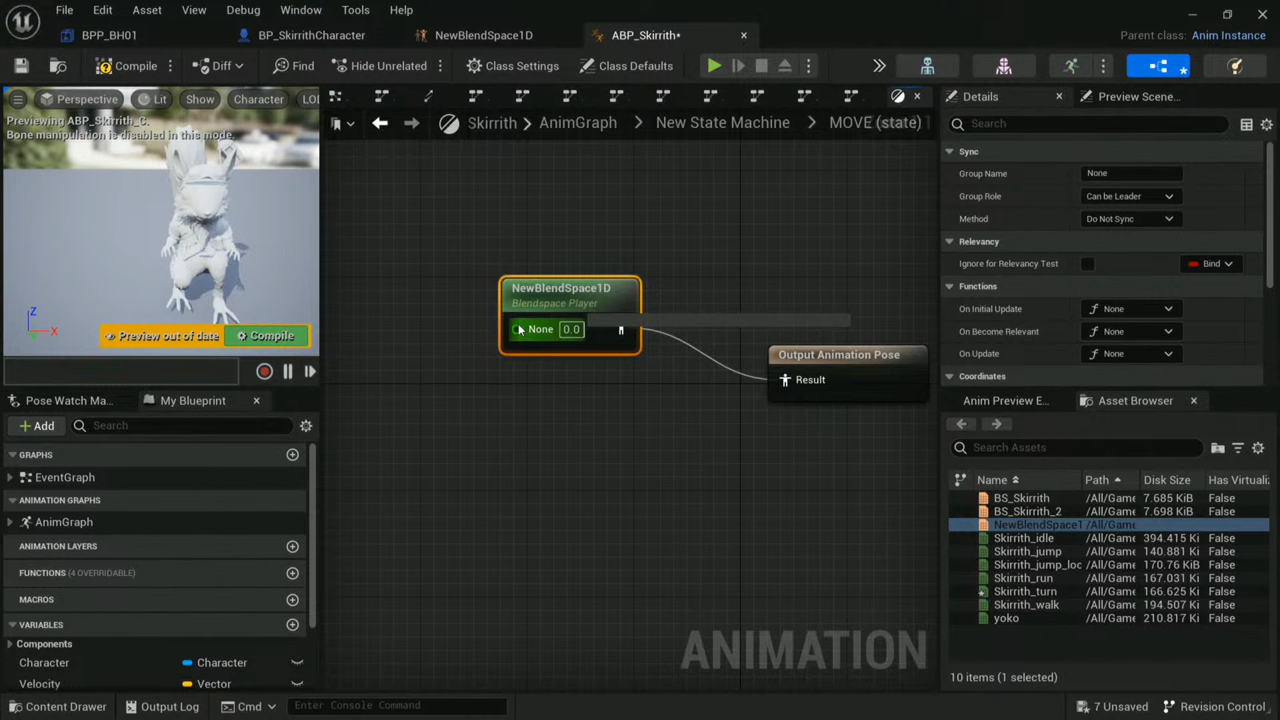 File Edit Asset View Debug Window Tools Help
BPP_BH01 BP_SkirrithCharacter NewBlendSpace1D ABP_Skirrith•
Parent class: Anim Instance
Compile Diff Find Hide Unrelated Class Settings Class Defaults
Perspective Lit Show Character LO
Previewing ABP_Skirrith_C.
Bone manipulation is disabled in this mode.
Z
X
Preview out of date Compile
Pose Watch Ma... My Blueprint
Add Search
GRAPHS
EventGraph
ANIMATION GRAPHS
AnimGraph
ANIMATION LAYERS
FUNCTIONS (4 OVERRIDABLE)
MACROS
VARIABLES
Components
Character Character
Velocity Vector
Skirrith > AnimGraph > New State Machine > MOVE (state)
NewBlendSpace1D
Blendspace Player
None 0.0
Output Animation Pose
Result
ANIMATION
Details Preview Scene...
Search
Sync
Group Name None
Group Role Can be Leader
Method Do Not Sync
Relevancy
Ignore for Relevancy Test Bind
Functions
On Initial Update None
On Become Relevant None
On Update None
Coordinates
Anim Preview E... Asset Browser
Search Assets
Name Path Disk Size Has Virtualiz
BS_Skirrith /All/Game 7.685 KiB False
BS_Skirrith_2 /All/Game 7.698 KiB False
NewBlendSpace1 /All/Game False
Skirrith_idle /All/Game 394.415 Ki False
Skirrith_jump /All/Game 140.881 Ki False
Skirrith_jump_loo /All/Game 170.76 KiB False
Skirrith_run /All/Game 167.031 Ki False
Skirrith_turn /All/Game 166.625 Ki False
Skirrith_walk /All/Game 194.507 Ki False
yoko /All/Game 210.817 Ki False
10 items (1 selected)
Content Drawer Output Log Cmd Enter Console Command 7 Unsaved Revision Control